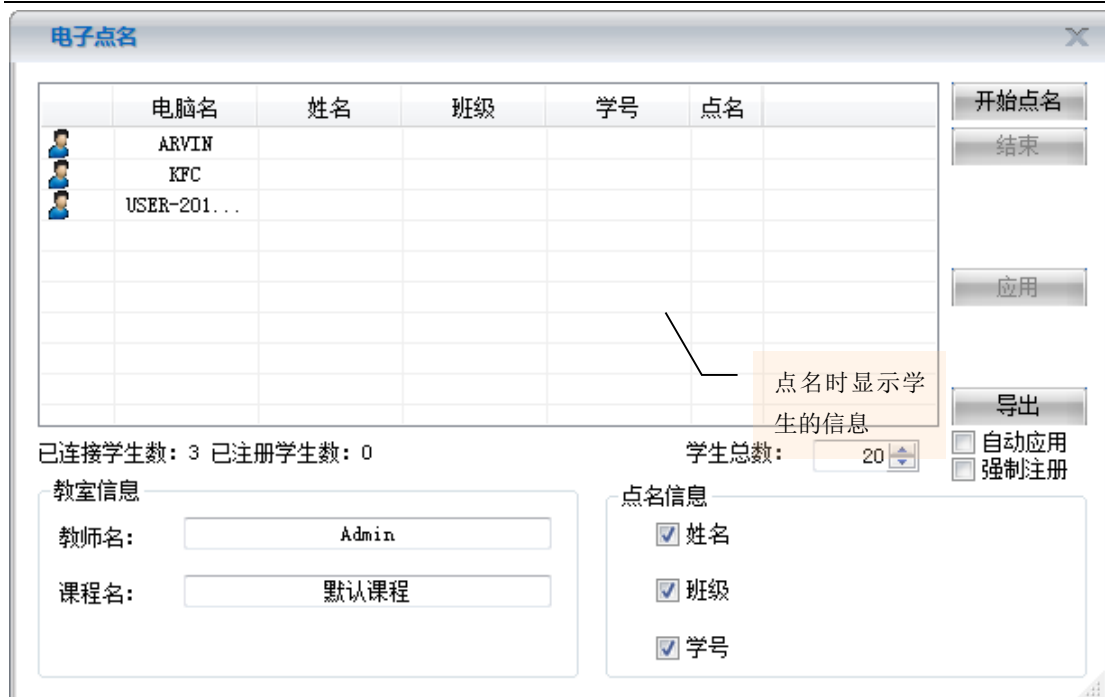 电子点名
电脑名 姓名 班级 学号 点名
开始点名
ARVIN
结束
KFC
USER-201...
应用
点名时显示学
生的信息
导出
已连接学生数: 3 已注册学生数: 0
学生总数: 20
自动应用
强制注册
教室信息
点名信息
教师名: Admin
姓名
课程名: 默认课程
班级
学号